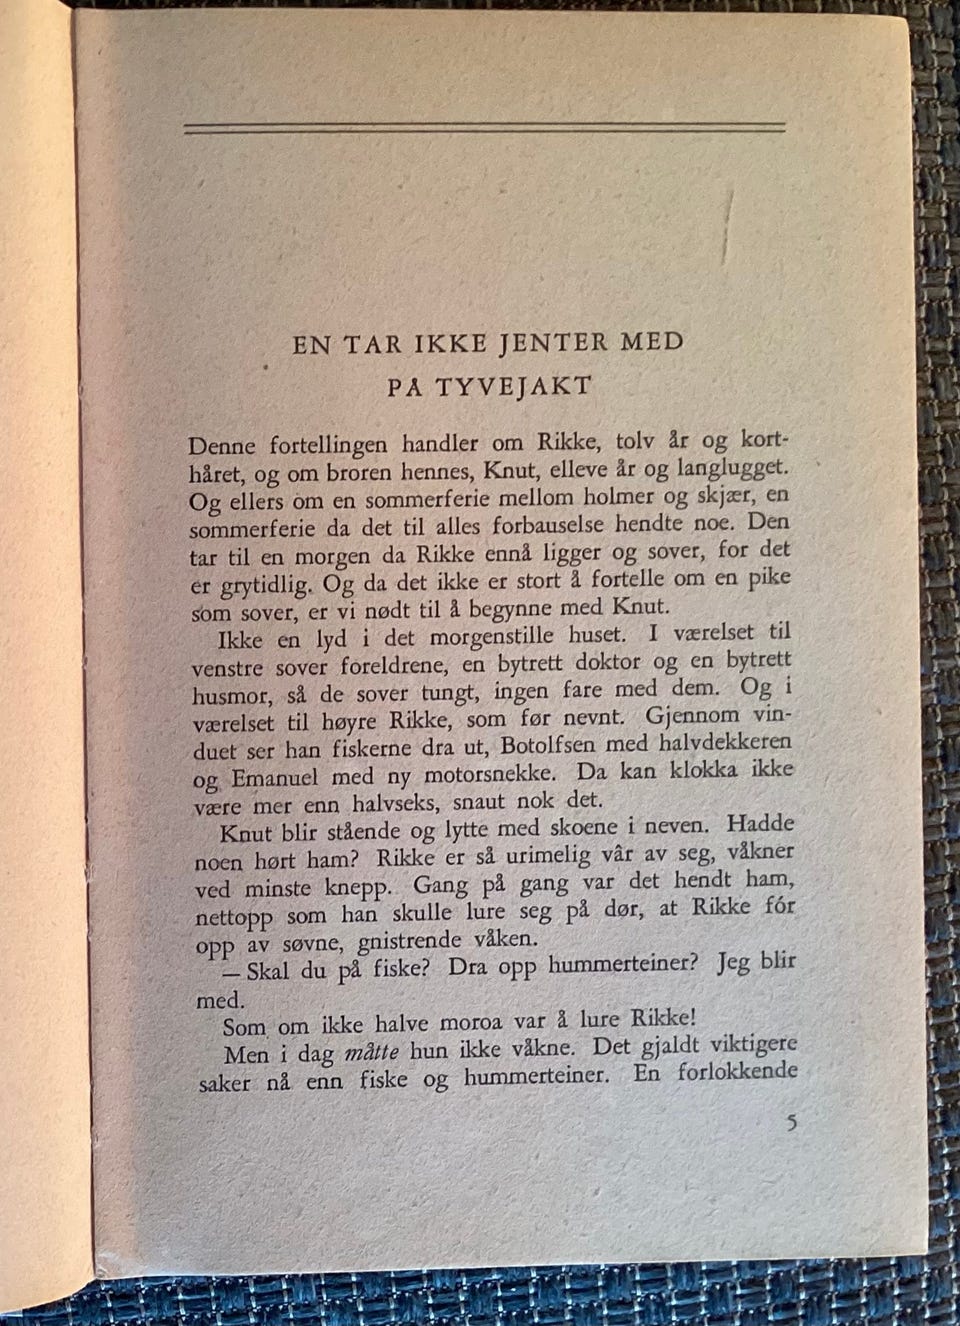 EN TAR IKKE JENTER MED
PÅ TYVEJAKT
Denne fortellingen handler om Rikke, tolv år og kort-
håret, og om broren hennes, Knut, elleve år og langlugget.
Og ellers om en sommerferie mellom holmer og skjær, en
sommerferie da det til alles forbauselse hendte noe. Den
tar til en morgen da Rikke ennå ligger og sover, for det
er grytidlig. Og da det ikke er stort å fortelle om en pike
som sover, er vi nødt til å begynne med Knut.
Ikke en lyd i det morgenstille huset. I værelset til
venstre sover foreldrene, en bytrett doktor og en bytrett
husmor, så de sover tungt, ingen fare med dem. Og i
værelset til høyre Rikke, som før nevnt. Gjennom vin-
duet ser han fiskerne dra ut, Botolfsen med halvdekkeren
og Emanuel med ny motorsnekke. Da kan klokka ikke
være mer enn halvseks, snaut nok det.
Knut blir stående og lytte med skoene i neven. Hadde
noen hørt ham? Rikke er så urimelig vâr av seg, våkner
ved minste knepp. Gang på gang var det hendt ham,
nettopp som han skulle lure seg på dør, at Rikke fór
opp av søvne, gnistrende våken.
— Skal du på fiske? Dra opp hummerteiner? Jeg blir
med.
Som om ikke halve moroa var å lure Rikke!
Men i dag måtte hun ikke våkne. Det gjaldt viktigere
saker nå enn fiske og hummerteiner. En forlokkende
5